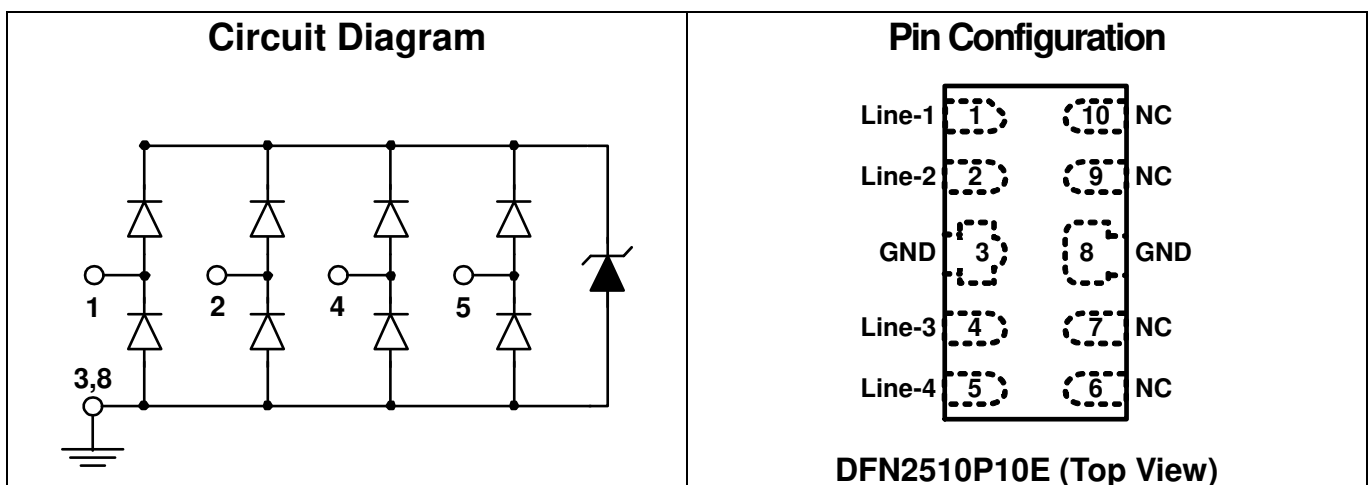 Circuit Diagram
1
2
4
5
3,8
Pin Configuration
Line-1 1 10 NC
Line-2 2 9 NC
GND 3 8 GND
Line-3 4 7 NC
Line-4 5 6 NC
DFN2510P10E (Top View)